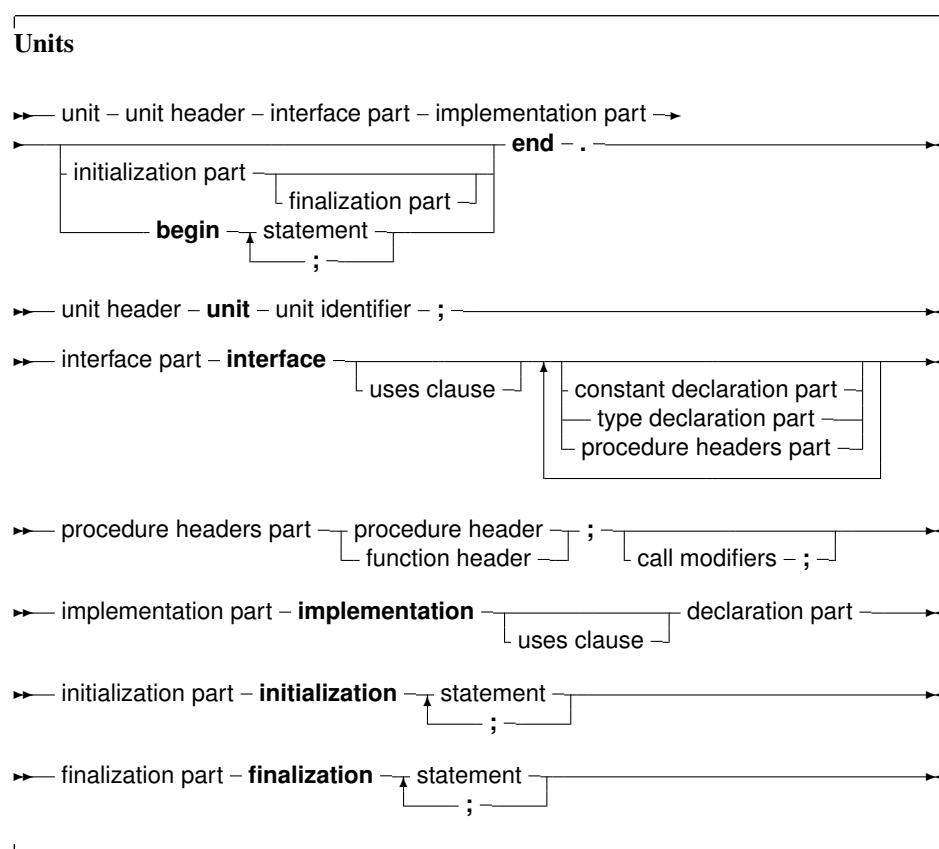 Units
unit unit header interface part implementation part
end .
initialization part
finalization part
begin statement
;
unit header unit unit identifier ;
interface part interface
uses clause constant declaration part
type declaration part
procedure headers part
procedure headers part procedure header ;
function header call modifiers ;
implementation part implementation declaration part
uses clause
initialization part initialization statement
;
finalization part finalization statement
;